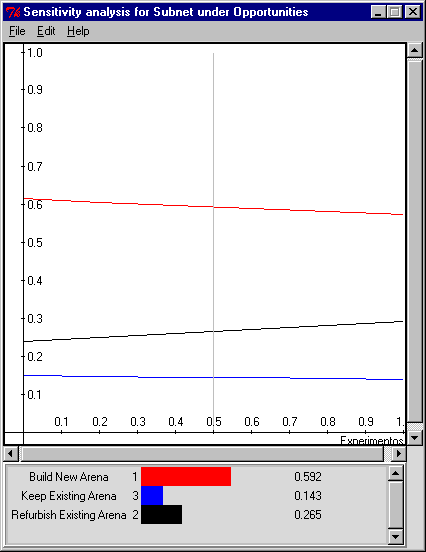 Sensitivity analysis for Subnet under Opportunities
File Edit Help
1.0
0.9
0.8
0.7
0.6
0.5
0.4
0.3
0.2
0.1
0.1 0.2 0.3 0.4 0.5 0.6 0.7 0.8 0.9 1.
Experimentos
Build New Arena 1 0.592
Keep Existing Arena 3 0.143
Refurbish Existing Arena 2 0.265